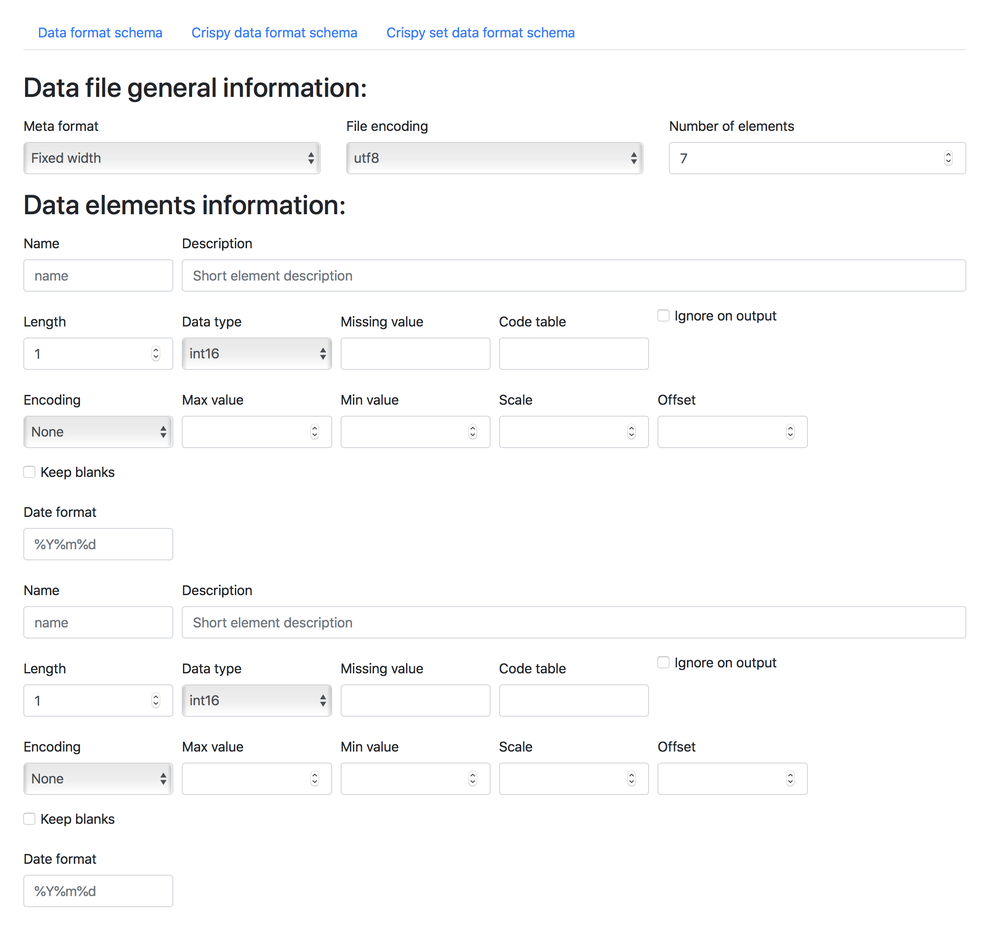 Data format schema Crispy data format schema Crispy set data format schema
Data file general information:
Meta format File encoding Number of elements
Fixed width utf8 7
Data elements information:
Name Description
name Short element description
Length Data type Missing value Code table Ignore on output
1 int16
Encoding Max value Min value Scale Offset
None
Keep blanks
Date format
%Y%m%d
Name Description
name Short element description
Length Data type Missing value Code table Ignore on output
1 int16
Encoding Max value Min value Scale Offset
None
Keep blanks
Date format
%Y%m%d